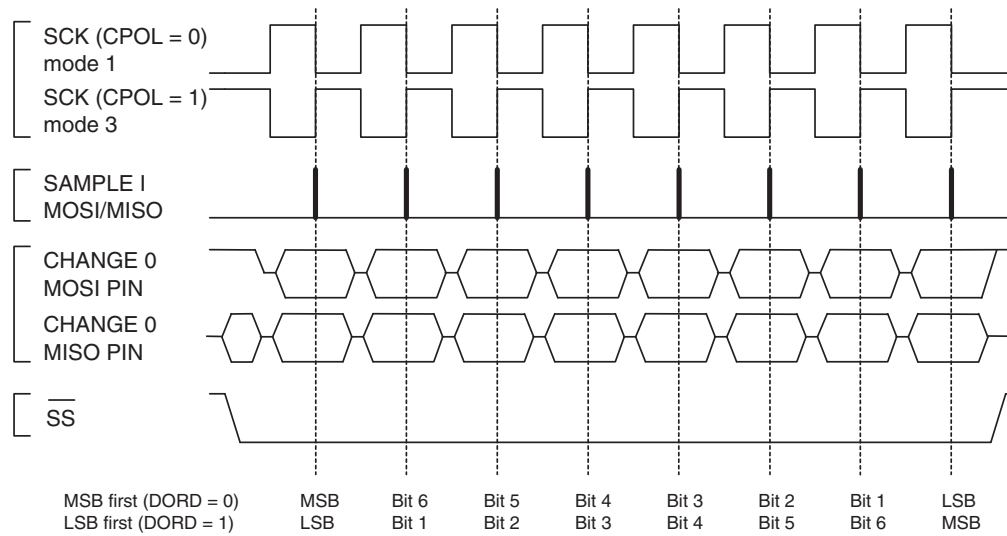 SCK (CPOL = 0)
mode 1
SCK (CPOL = 1)
mode 3
SAMPLE I
MOSI/MISO
CHANGE 0
MOSI PIN
CHANGE 0
MISO PIN
SS
MSB first (DORD = 0) MSB Bit 6 Bit 5 Bit 4 Bit 3 Bit 2 Bit 1 LSB
LSB first (DORD = 1) LSB Bit 1 Bit 2 Bit 3 Bit 4 Bit 5 Bit 6 MSB